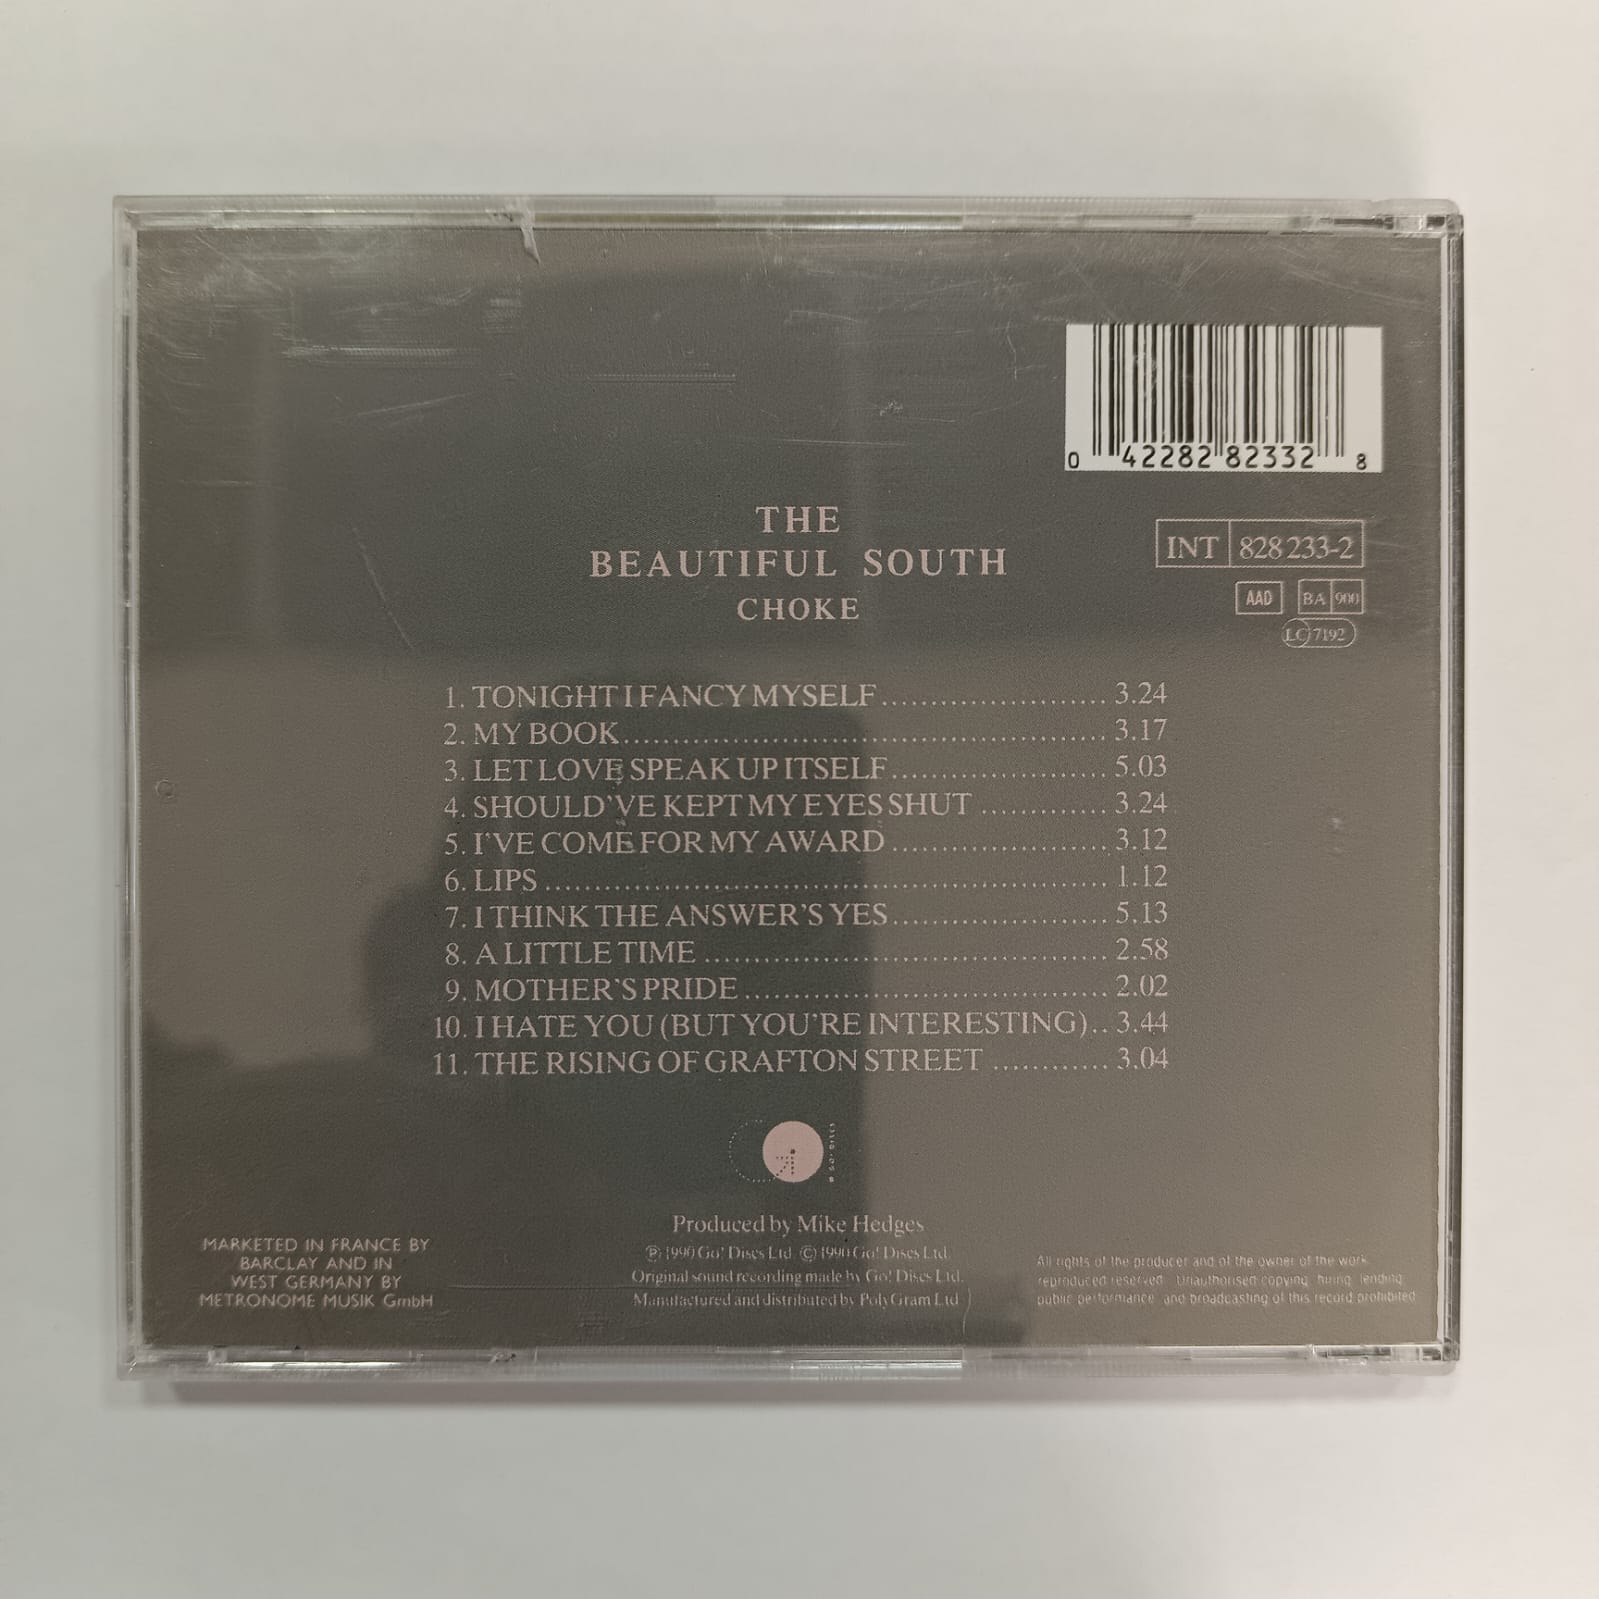 0 42282 82332 8
THE
BEAUTIFUL SOUTH
CHOKE
INT 828 233-2
AAD BA 900
LC 7192
1. TONIGHT I FANCY MYSELF...................... 3.24
2. MY BOOK................................................ 3.17
3. LET LOVE SPEAK UP ITSELF...................... 5.03
4. SHOULD'VE KEPT MY EYES SHUT ............. 3.24
5. I'VE COME FOR MY AWARD...................... 3.12
6. LIPS........................................................ 1.12
7. I THINK THE ANSWER'S YES...................... 5.13
8. A LITTLE TIME ........................................ 2.58
9. MOTHER'S PRIDE.................................... 2.02
10. I HATE YOU (BUT YOU'RE INTERESTING).. 3.44
11. THE RISING OF GRAFTON STREET ............ 3.04
GO! DISCS
Produced by Mike Hedges
℗ 1990 Go! Discs Ltd. © 1990 Go! Discs Ltd.
Original sound recording made by Go! Discs Ltd.
Manufactured and distributed by PolyGram Ltd
MARKETED IN FRANCE BY
BARCLAY AND IN
WEST GERMANY BY
METRONOME MUSIK GmbH
All rights of the producer and of the owner of the work
reproduced reserved. Unauthorised copying, hiring, lending,
public performance and broadcasting of this record prohibited